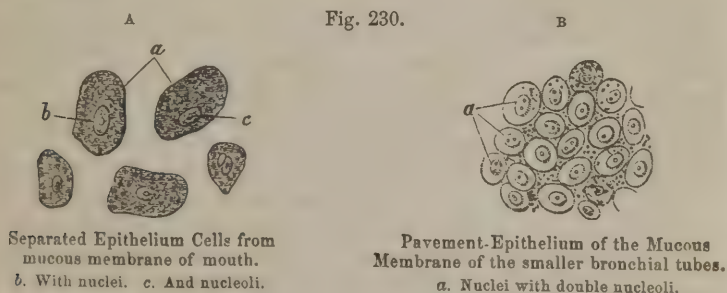 A
Fig. 230.
B
a
b
c
a
Separated Epithelium Cells from
mucous membrane of mouth.
b. With nuclei. c. And nucleoli.
Pavement-Epithelium of the Mucous
Membrane of the smaller bronchial tubes.
a. Nuclei with double nucleoli.